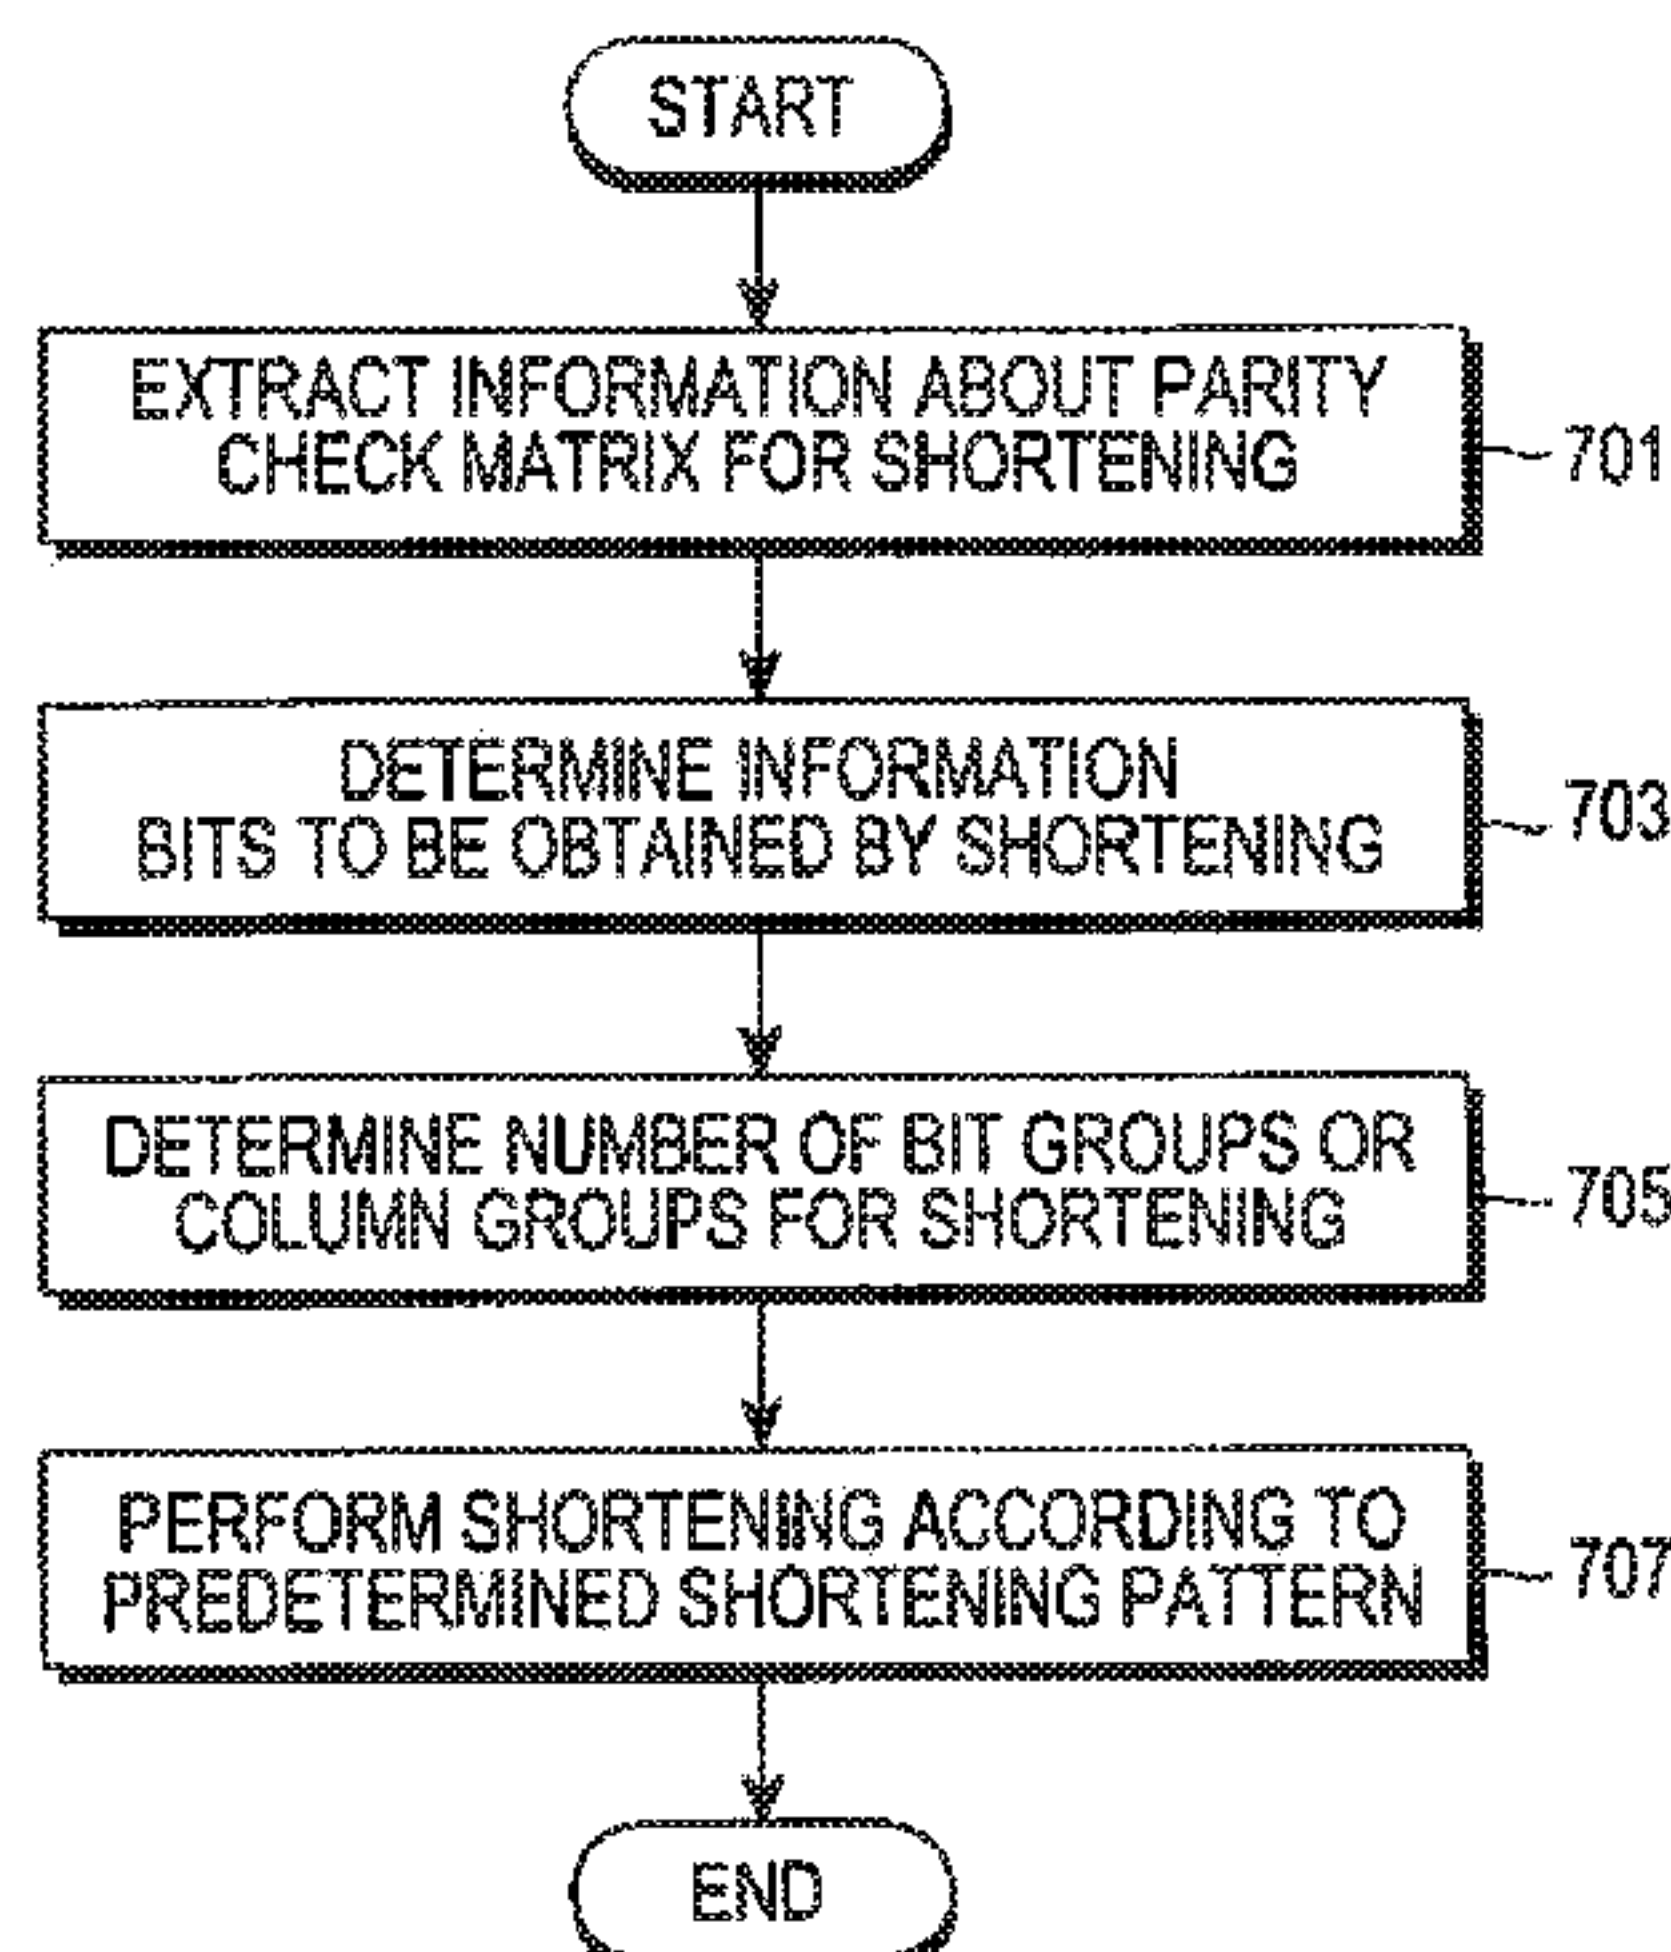 START
EXTRACT INFORMATION ABOUT PARITY
CHECK MATRIX FOR SHORTENING
701
DETERMINE INFORMATION
BITS TO BE OBTAINED BY SHORTENING
703
DETERMINE NUMBER OF BIT GROUPS OR
COLUMN GROUPS FOR SHORTENING
705
PERFORM SHORTENING ACCORDING TO
PREDETERMINED SHORTENING PATTERN
707
END